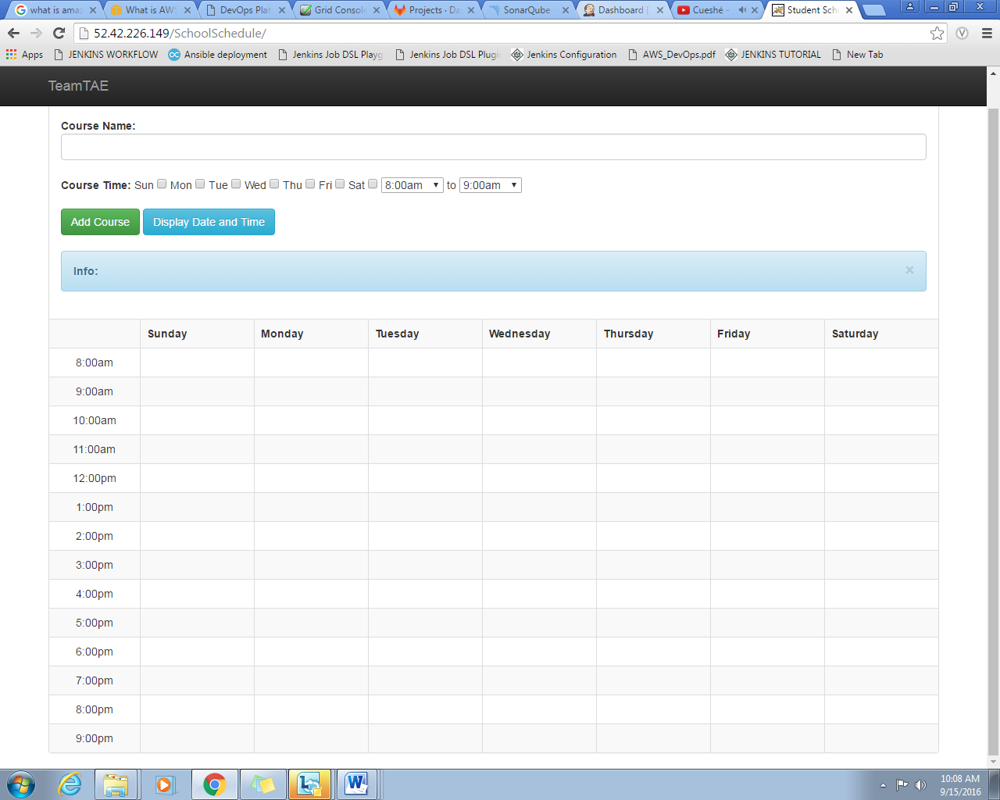 what is ama
What is AWS
DevOps Plat
Grid Console
Projects · Da
SonarQube
Dashboard [
Cueshé -
Student Sch
52.42.226.149/SchoolSchedule/
Apps JENKINS WORKFLOW Ansible deployment Jenkins Job DSL Playg Jenkins Job DSL Plugi Jenkins Configuration AWS_DevOps.pdf JENKINS TUTORIAL New Tab
TeamTAE
Course Name:
Course Time: Sun Mon Tue Wed Thu Fri Sat 8:00am to 9:00am
Add Course Display Date and Time
Info: ×
Sunday Monday Tuesday Wednesday Thursday Friday Saturday
8:00am
9:00am
10:00am
11:00am
12:00pm
1:00pm
2:00pm
3:00pm
4:00pm
5:00pm
6:00pm
7:00pm
8:00pm
9:00pm
10:08 AM
9/15/2016